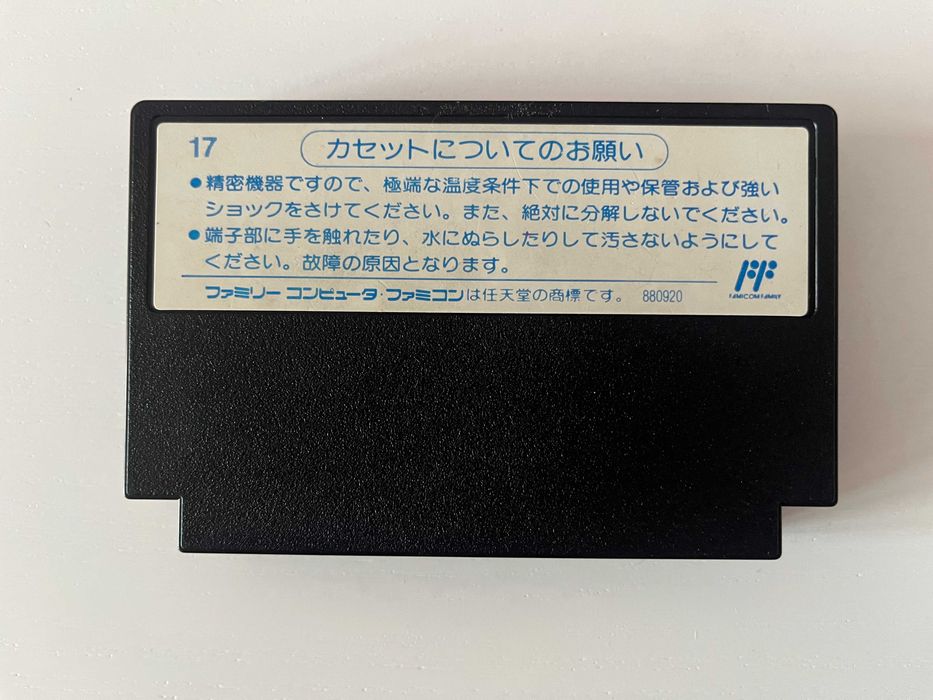 17 カセットについてのお願い
●精密機器ですので、極端な温度条件下での使用や保管および強い
ショックをさけてください。また、絶対に分解しないでください。
●端子部に手を触れたり、水にぬらしたりして汚さないようにして
ください。故障の原因となります。
FF
FAMICOM FAMILY
ファミリー コンピュータ・ファミコンは任天堂の商標です。 880920